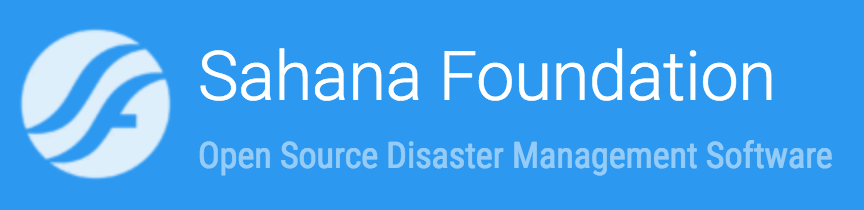 Sahana Foundation
Open Source Disaster Management Software